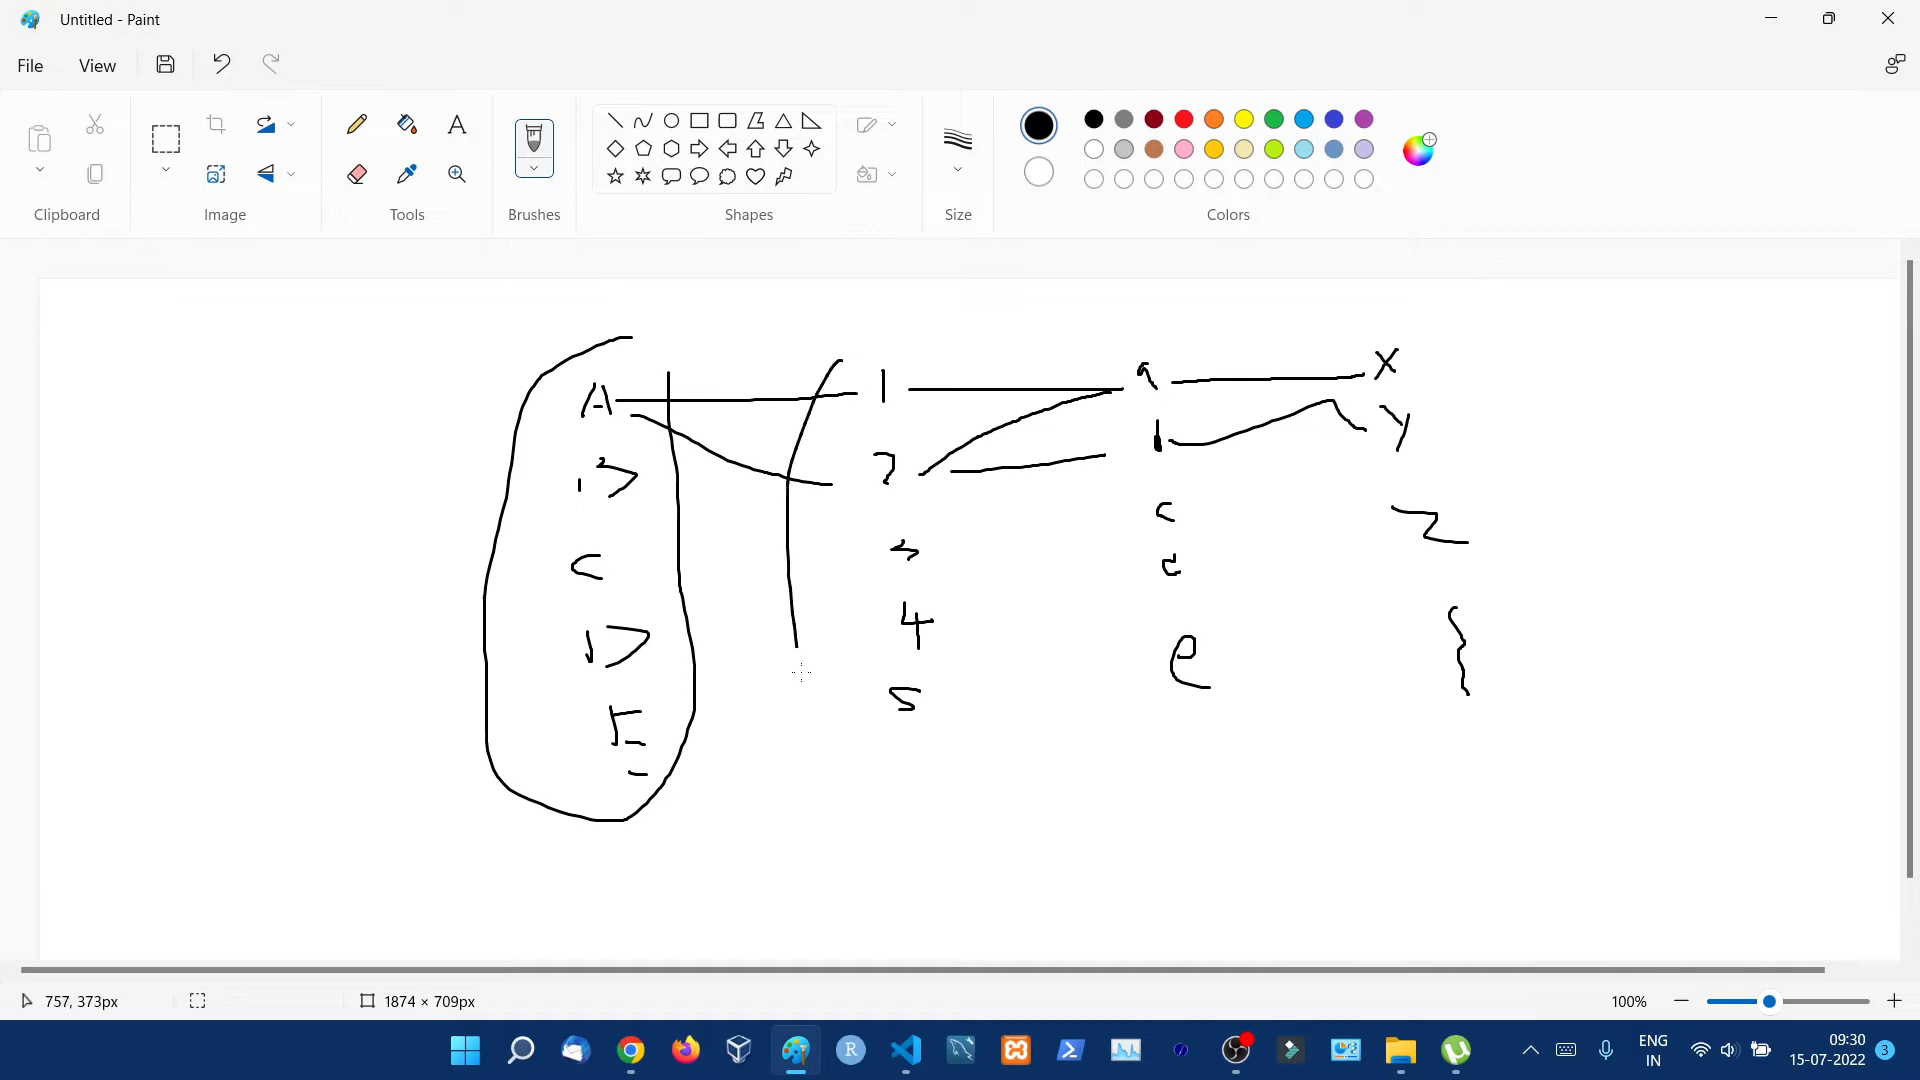 Untitled - Paint
File View
Clipboard Image Tools Brushes Shapes Size Colors
A 1 a X
2 b y
C 3 c Z
D 4 d
E 5 e
757, 373px 1874 × 709px 100%
ENG 09:30
IN 15-07-2022 3